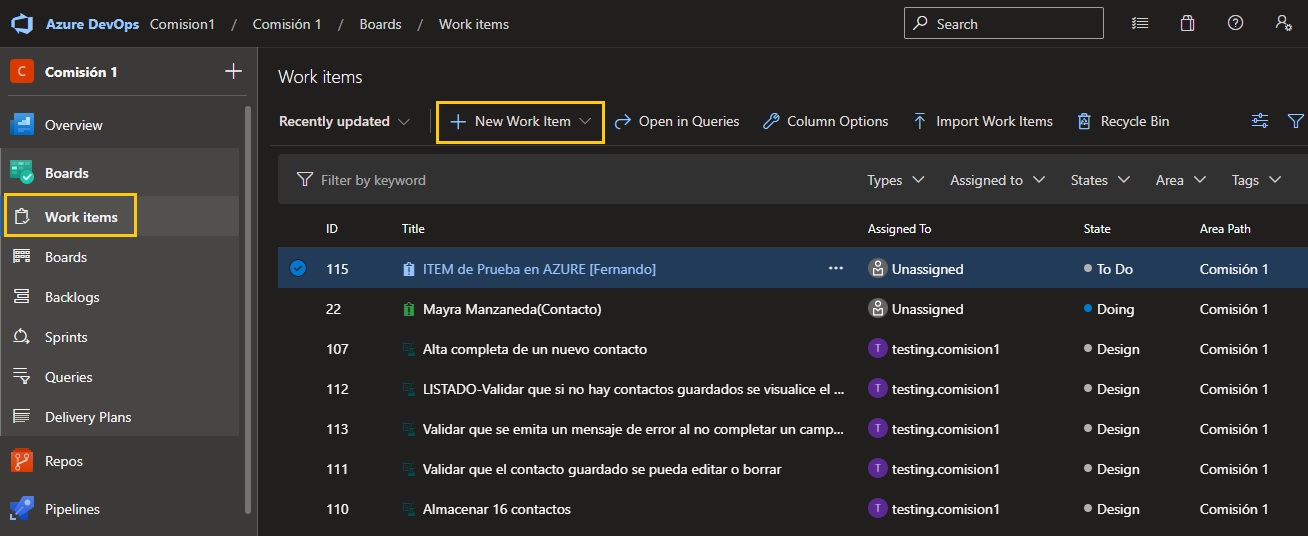 Azure DevOps Comision1 / Comisión 1 / Boards / Work items Search
C Comisión 1
Overview
Boards
Work items
Boards
Backlogs
Sprints
Queries
Delivery Plans
Repos
Pipelines
Work items
Recently updated New Work Item Open in Queries Column Options Import Work Items Recycle Bin
Filter by keyword Types Assigned to States Area Tags
ID Title Assigned To State Area Path
115 ITEM de Prueba en AZURE [Fernando] Unassigned To Do Comisión 1
22 Mayra Manzaneda(Contacto) Unassigned Doing Comisión 1
107 Alta completa de un nuevo contacto T testing.comision1 Design Comisión 1
112 LISTADO-Validar que si no hay contactos guardados se visualice el ... T testing.comision1 Design Comisión 1
113 Validar que se emita un mensaje de error al no completar un camp... T testing.comision1 Design Comisión 1
111 Validar que el contacto guardado se pueda editar o borrar T testing.comision1 Design Comisión 1
110 Almacenar 16 contactos T testing.comision1 Design Comisión 1